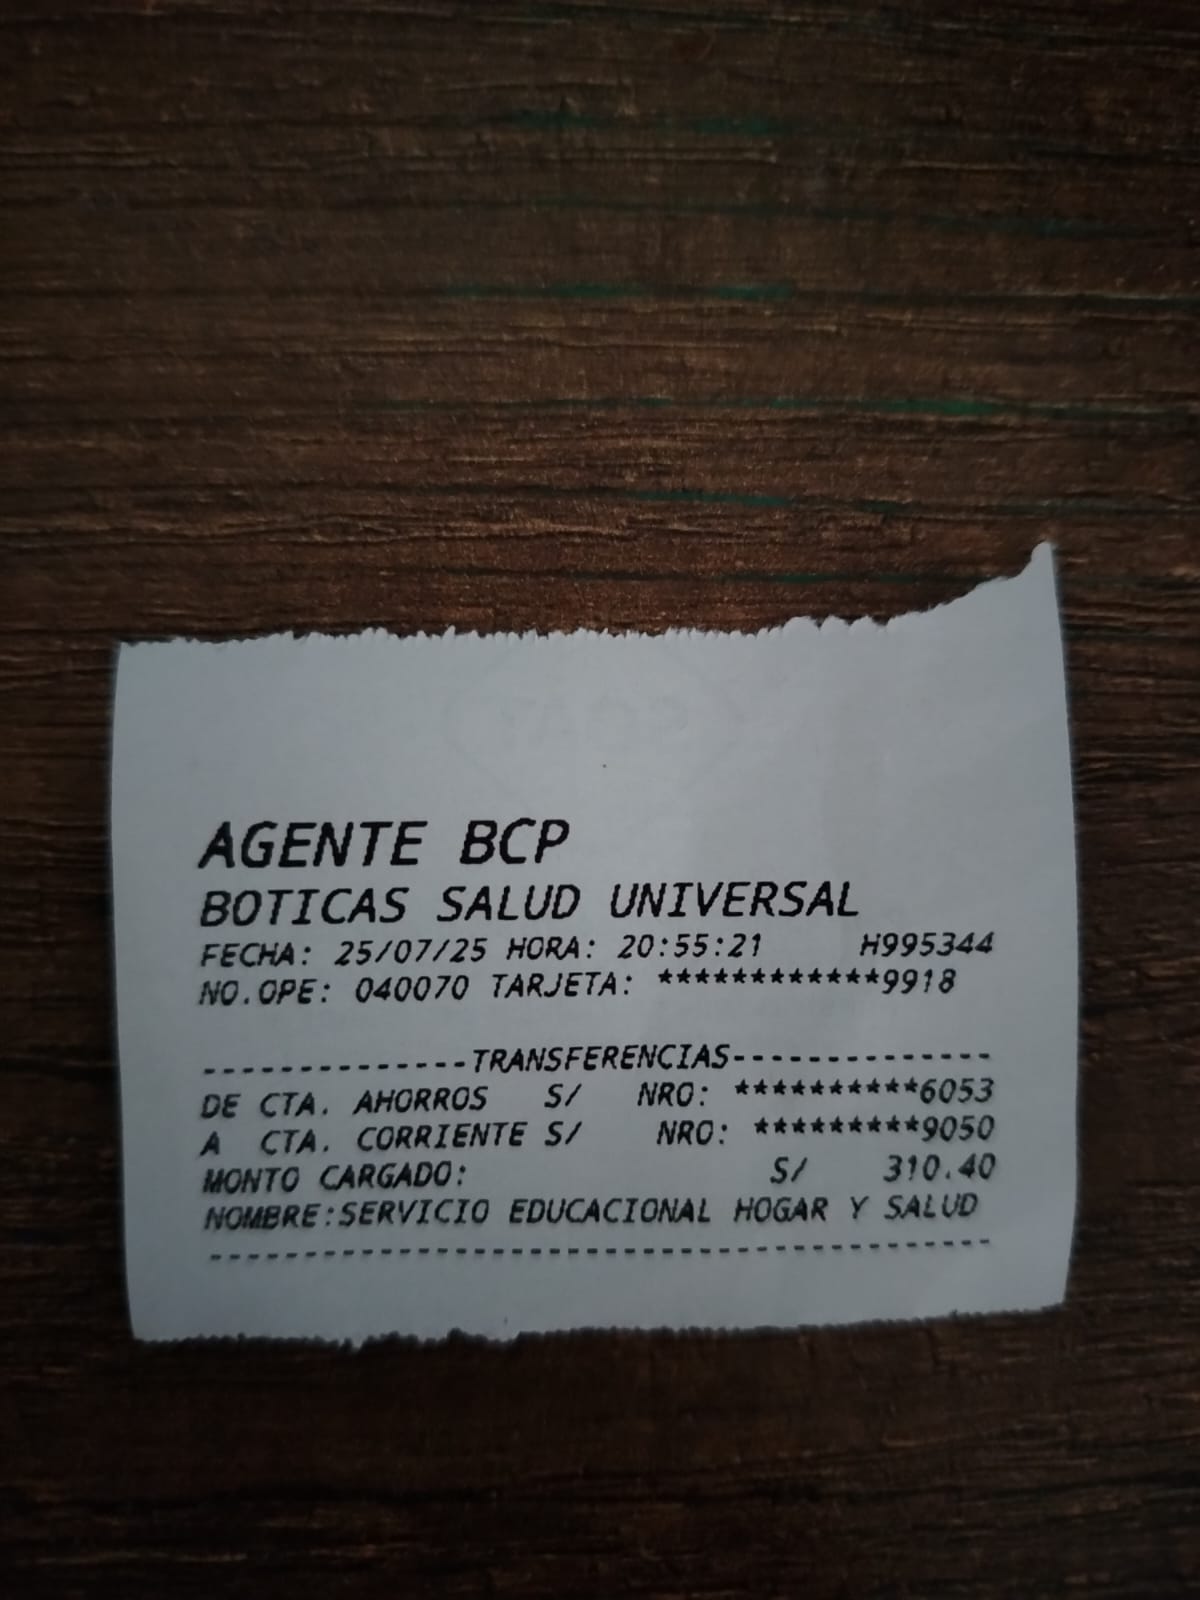 AGENTE BCP
BOTICAS SALUD UNIVERSAL
FECHA: 25/07/25 HORA: 20:55:21 H995344
NO.OPE: 040070 TARJETA: ************9918
--------------TRANSFERENCIAS--------------
DE CTA. AHORROS S/ NRO: **********6053
A CTA. CORRIENTE S/ NRO: *********9050
MONTO CARGADO: S/ 310.40
NOMBRE:SERVICIO EDUCACIONAL HOGAR Y SALUD
------------------------------------------